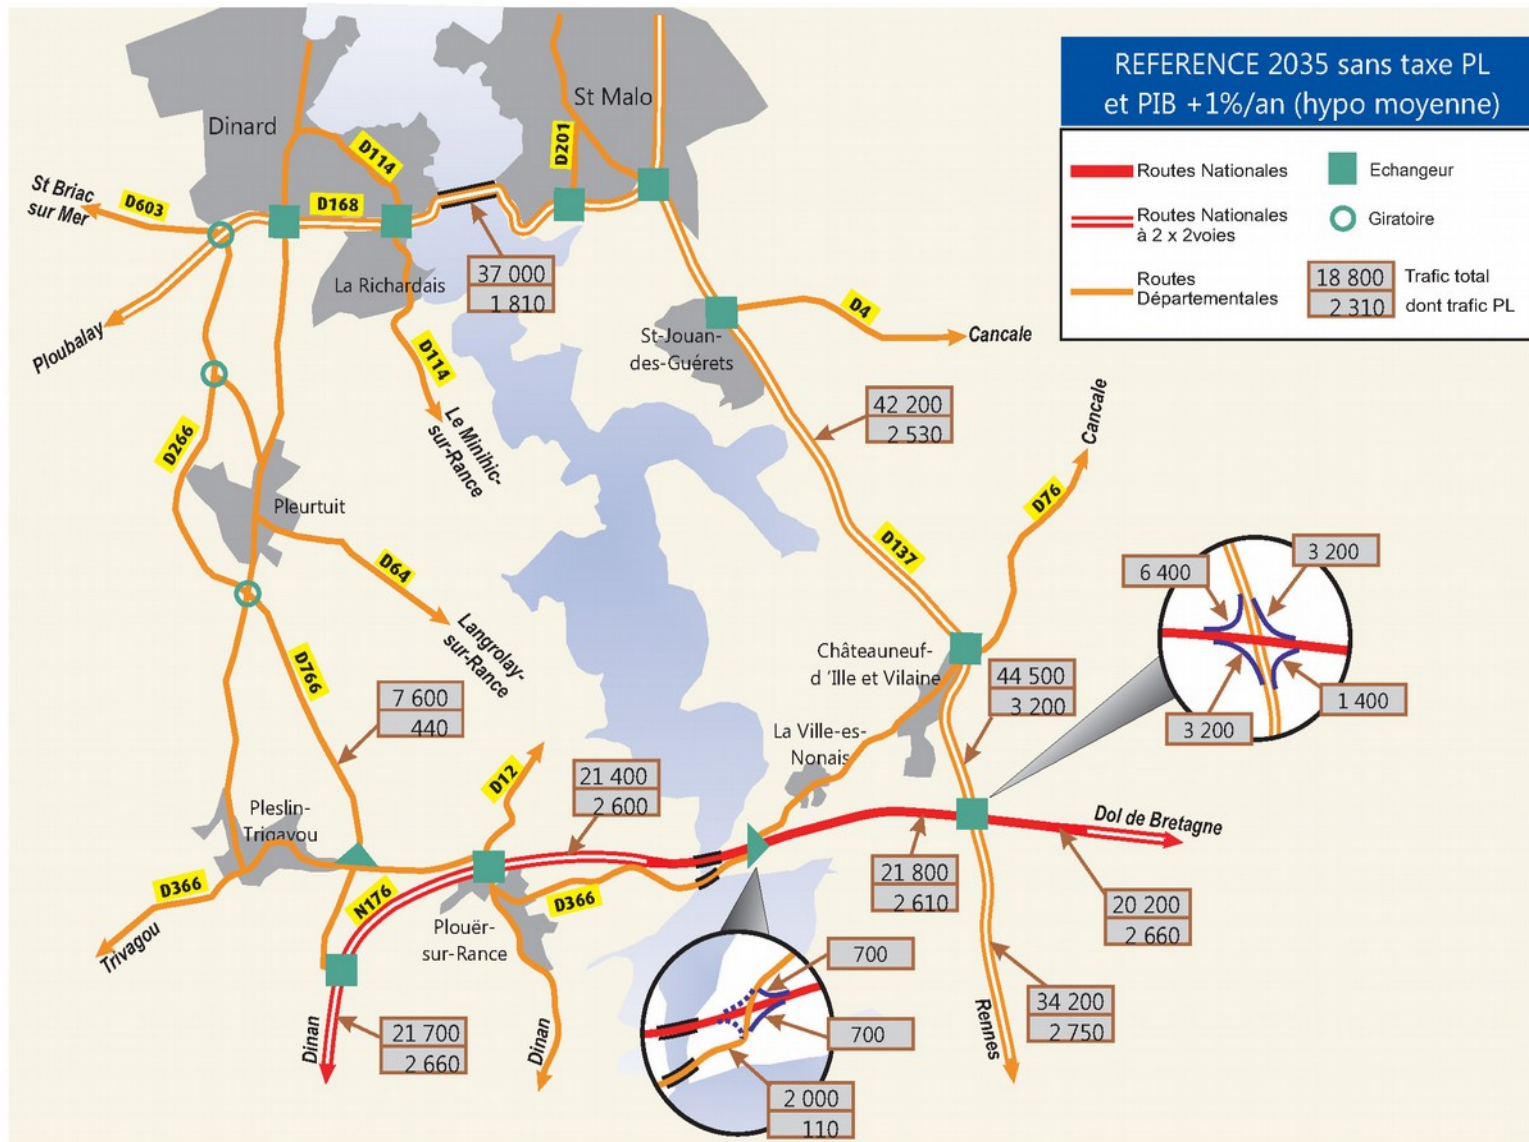 REFERENCE 2035 sans taxe PL
et PIB +1%/an (hypo moyenne)
Routes Nationales
Echangeur
Routes Nationales
à 2 x 2voies
Giratoire
Routes
Départementales
18 800
2 310
Trafic total
dont trafic PL
Dinard
St Malo
D114
D201
St Briac
sur Mer
D603
D168
La Richardais
37 000
1 810
Ploubalay
St-Jouan-
des-Guérets
D4
Cancale
D114
Le Minihic-
sur-Rance
42 200
2 530
Cancale
D266
D76
Pleurtuit
D137
D64
Langrolay-
sur-Rance
6 400
3 200
3 200
1 400
Châteauneuf-
d 'Ille et Vilaine
44 500
3 200
D766
7 600
440
La Ville-es-
Nonais
D12
21 400
2 600
Pleslin-
Trigavou
Dol de Bretagne
D366
Trivagou
N176
D366
Plouër-
sur-Rance
21 800
2 610
20 200
2 660
700
700
Dinan
21 700
2 660
Dinan
Rennes
34 200
2 750
2 000
110